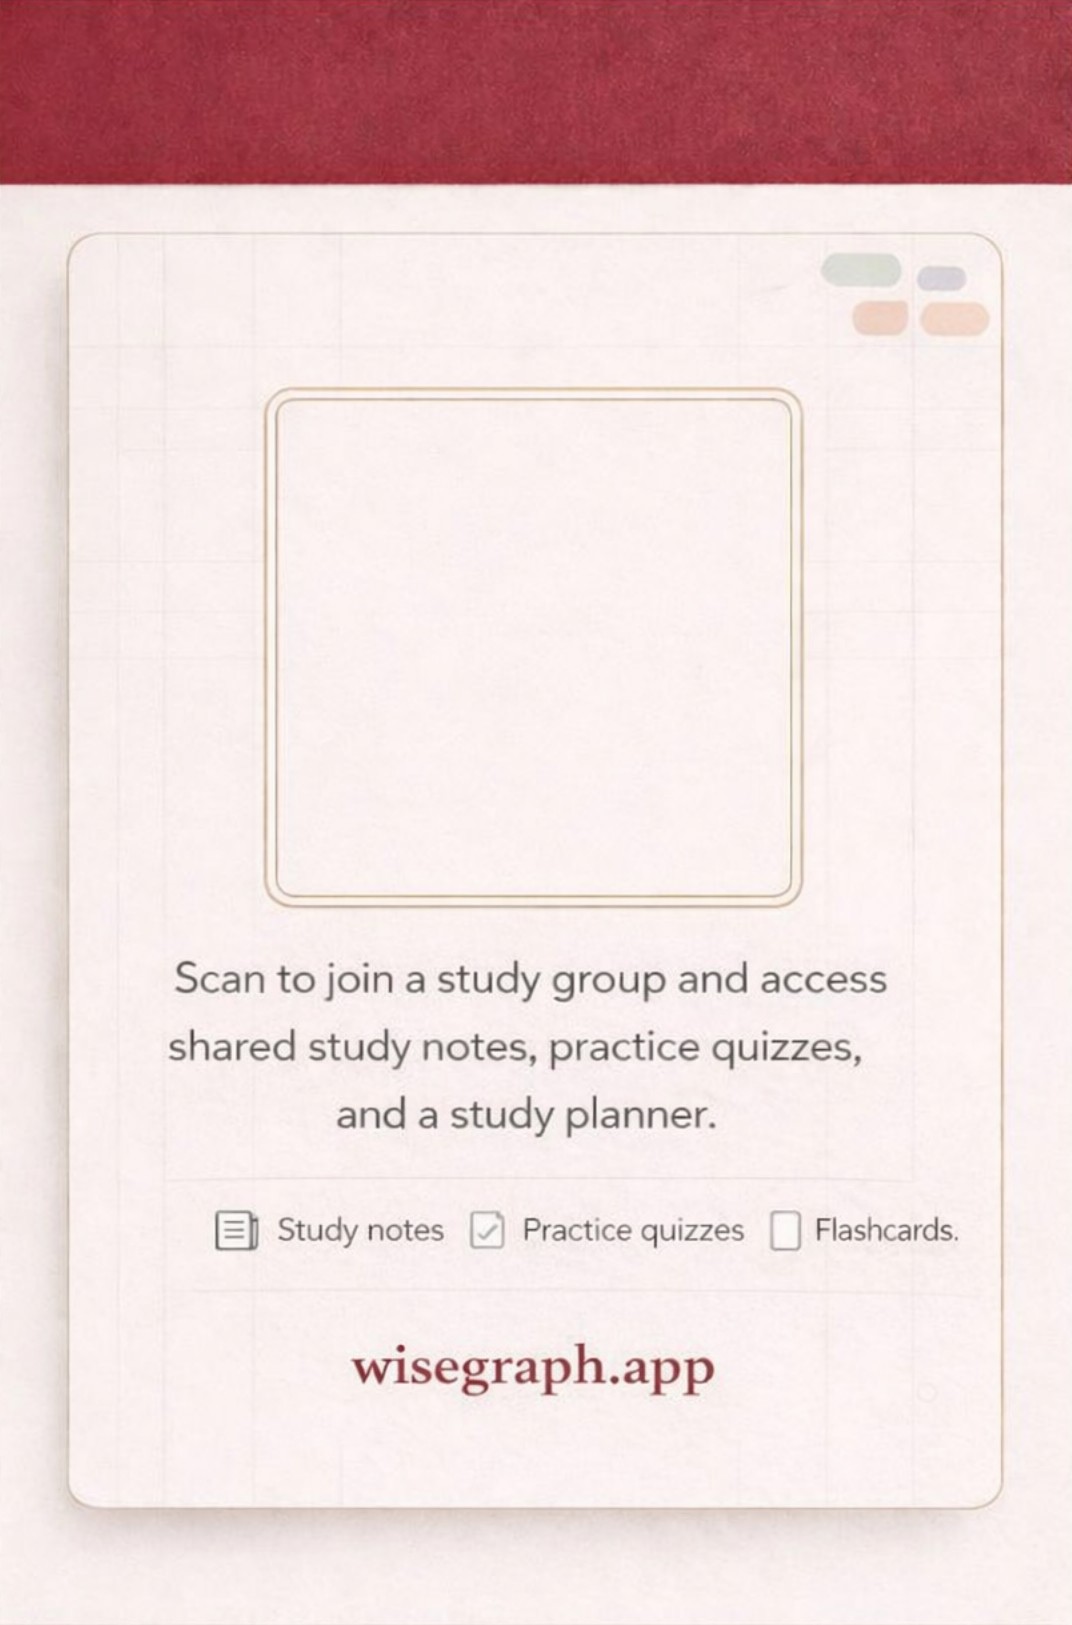 Scan to join a study group and access
shared study notes, practice quizzes,
and a study planner.
Study notes Practice quizzes Flashcards.
wisegraph.app